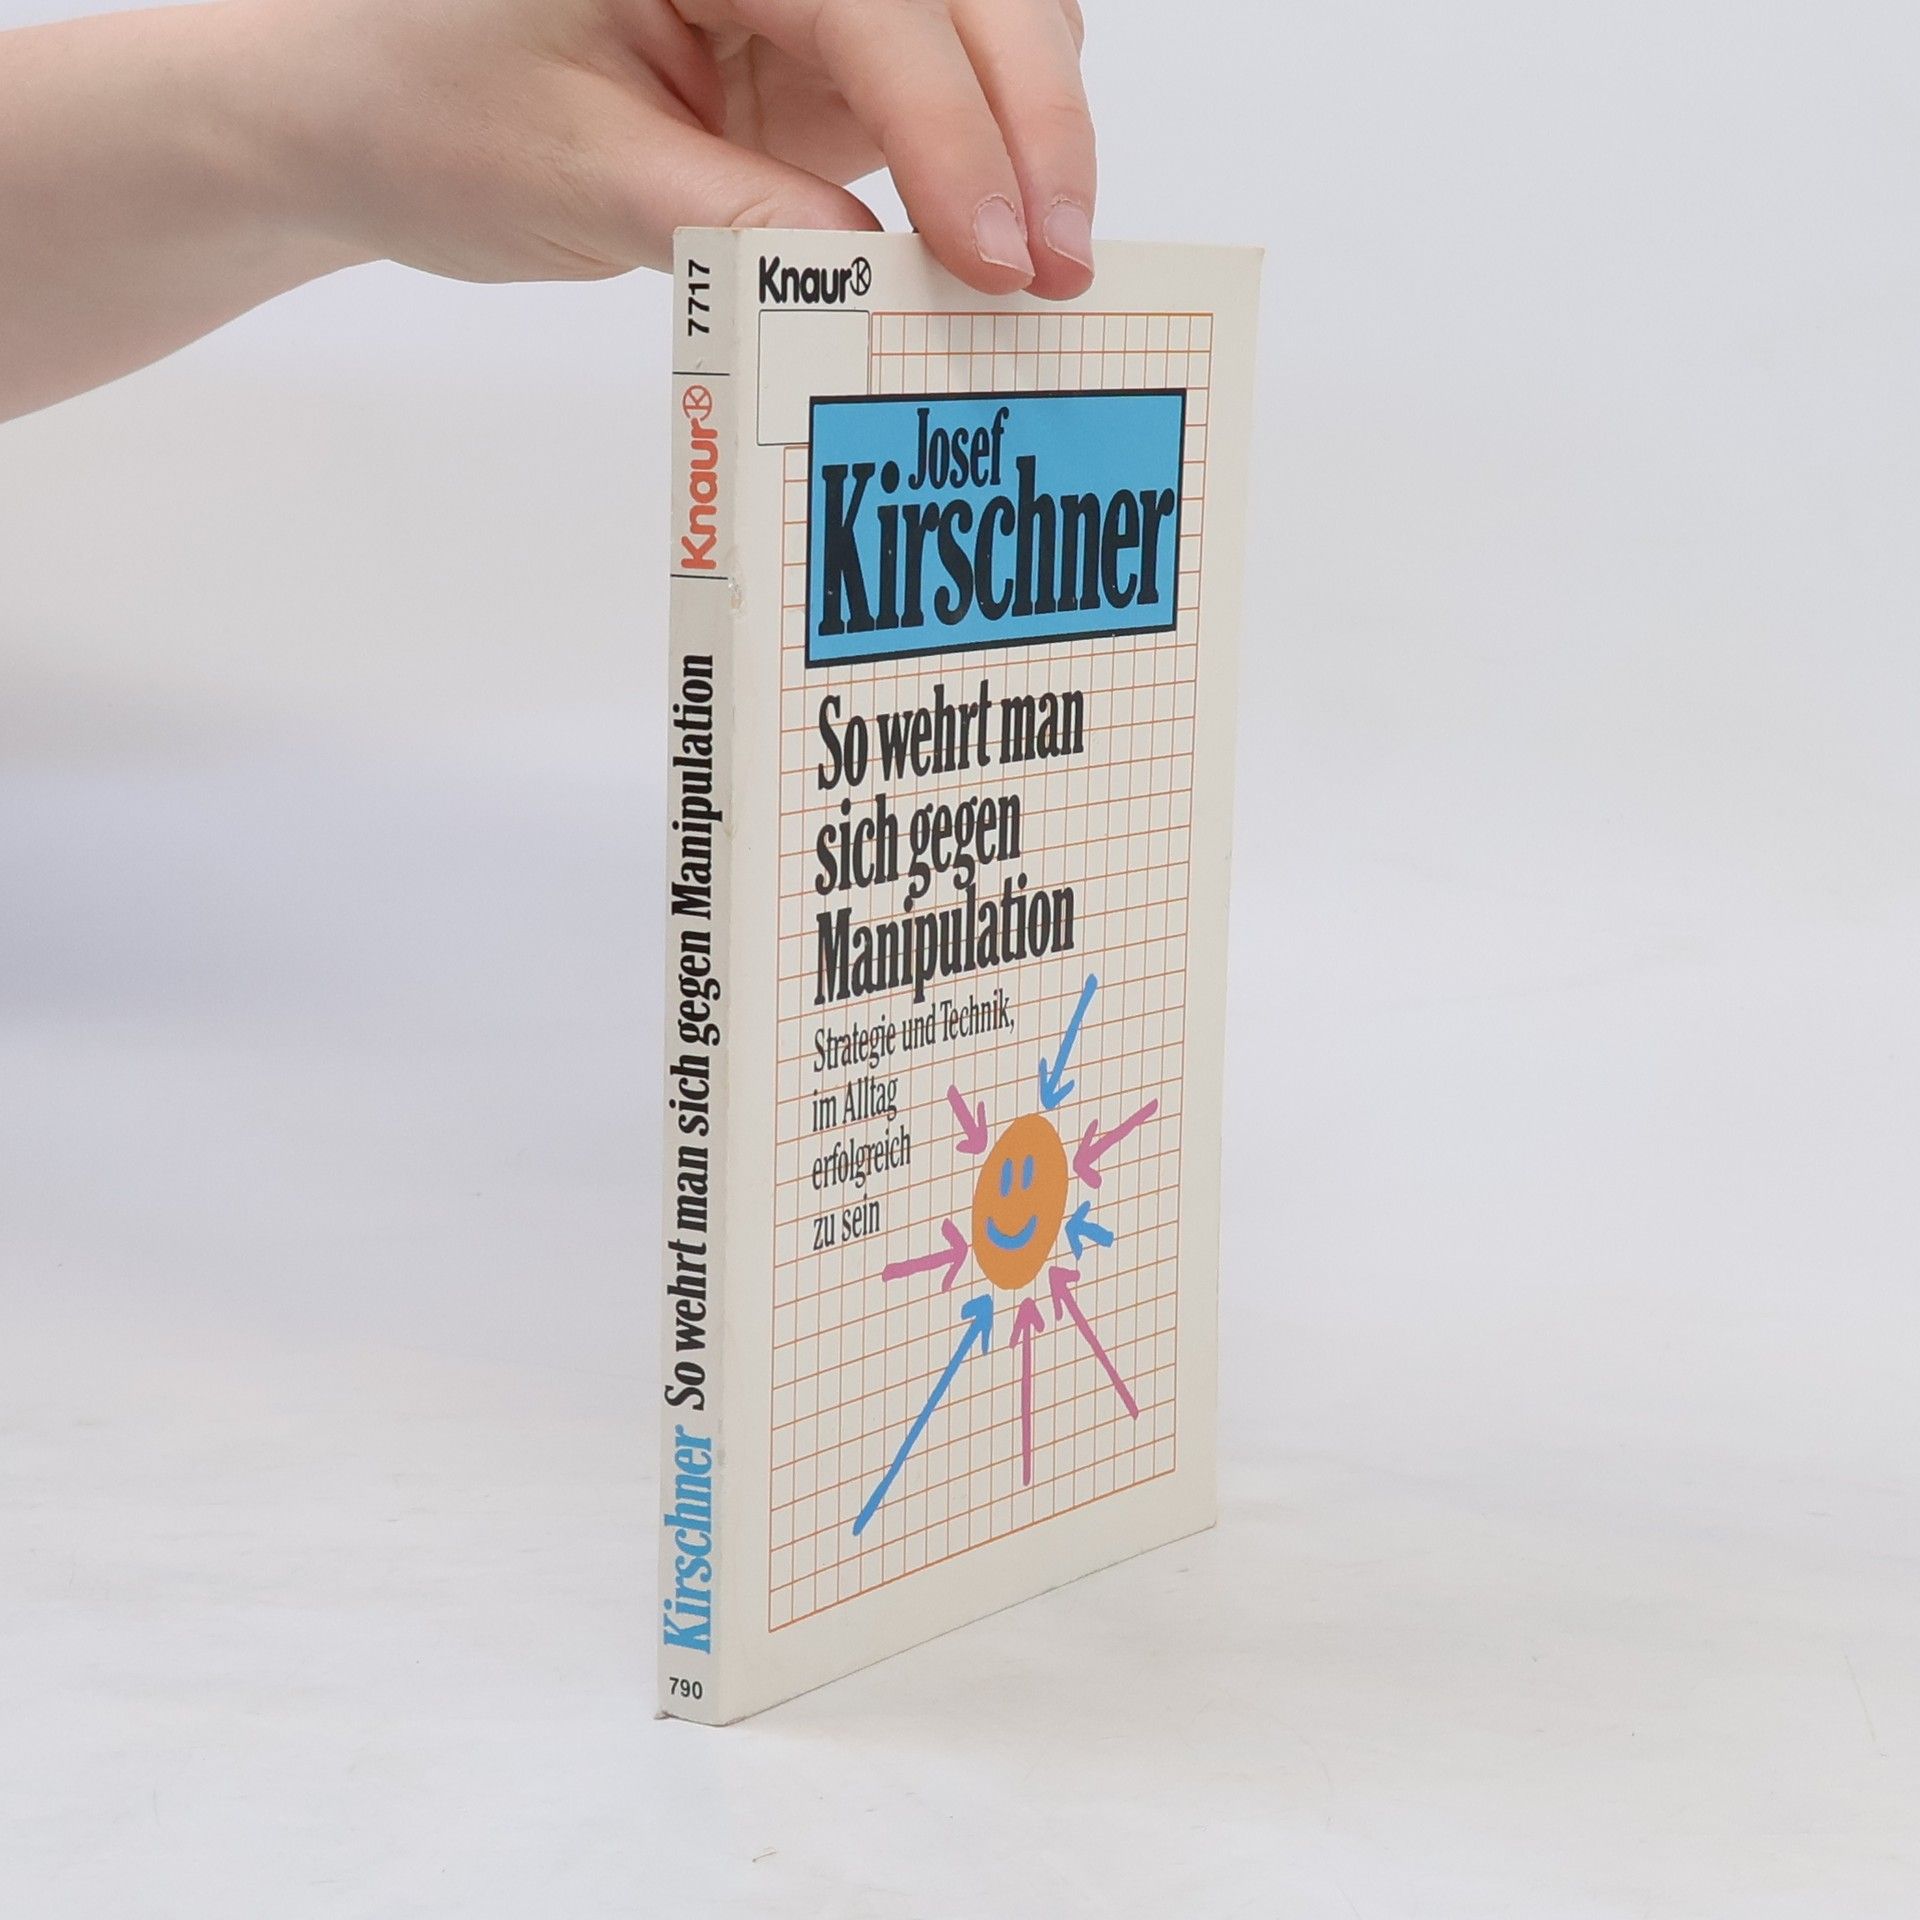 7717
Knaur
Kirschner So wehrt man sich gegen Manipulation
790
Knaur
Josef
Kirschner
So wehrt man
sich gegen
Manipulation
Strategie und Technik,
im Alltag
erfolgreich
zu sein